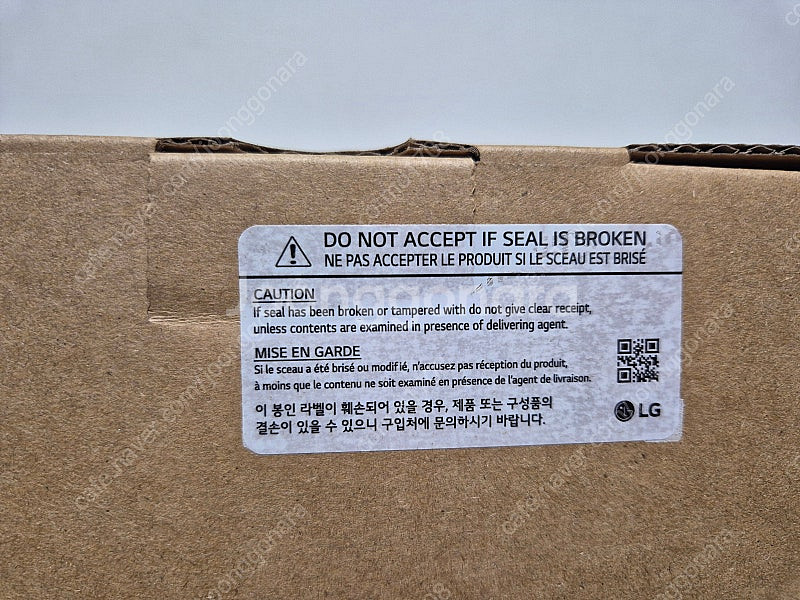 DO NOT ACCEPT IF SEAL IS BROKEN
NE PAS ACCEPTER LE PRODUIT SI LE SCEAU EST BRISÉ
CAUTION
If seal has been broken or tampered with do not give clear receipt,
unless contents are examined in presence of delivering agent.
MISE EN GARDE
Si le sceau a été brisé ou modifié, n'accusez pas réception du produit,
à moins que le contenu ne soit examiné en présence de l'agent de livraison.
이 봉인 라벨이 훼손되어 있을 경우, 제품 또는 구성품의
결손이 있을 수 있으니 구입처에 문의하시기 바랍니다.
LG
joonggonara
cafe.naver.com/joonggonara